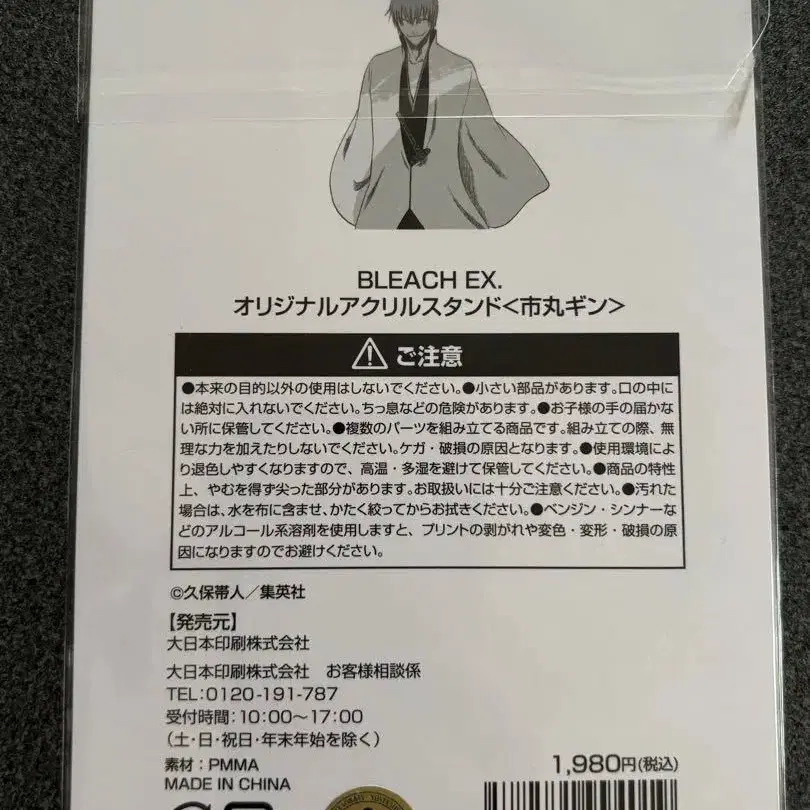 BLEACH EX.
オリジナルアクリルスタンド<市丸ギン>
ご注意
●本来の目的以外の使用はしないでください。●小さい部品があります。口の中に
は絶対に入れないでください。ちっ息などの危険があります。●お子様の手の届かな
い所に保管してください。●複数のパーツを組み立てる商品です。組み立ての際、無
理な力を加えたりしないでください。ケガ・破損の原因となります。●使用環境によ
り退色しやすくなりますので、高温・多湿を避けて保管してください。●商品の特性
上、やむを得ず尖った部分があります。お取扱いには十分ご注意ください。●汚れた
場合は、水を布に含ませ、かたく絞ってからお拭きください。●ベンジン・シンナーな
どのアルコール系溶剤を使用しますと、プリントの剥がれや変色・変形・破損の原
因になりますのでお避けください。
©久保帯人/集英社
【発売元】
大日本印刷株式会社
大日本印刷株式会社 お客様相談係
TEL:0120-191-787
受付時間:10:00~17:00
(土・日・祝日・年末年始を除く)
素材:PMMA
1,980円(税込)
MADE IN CHINA